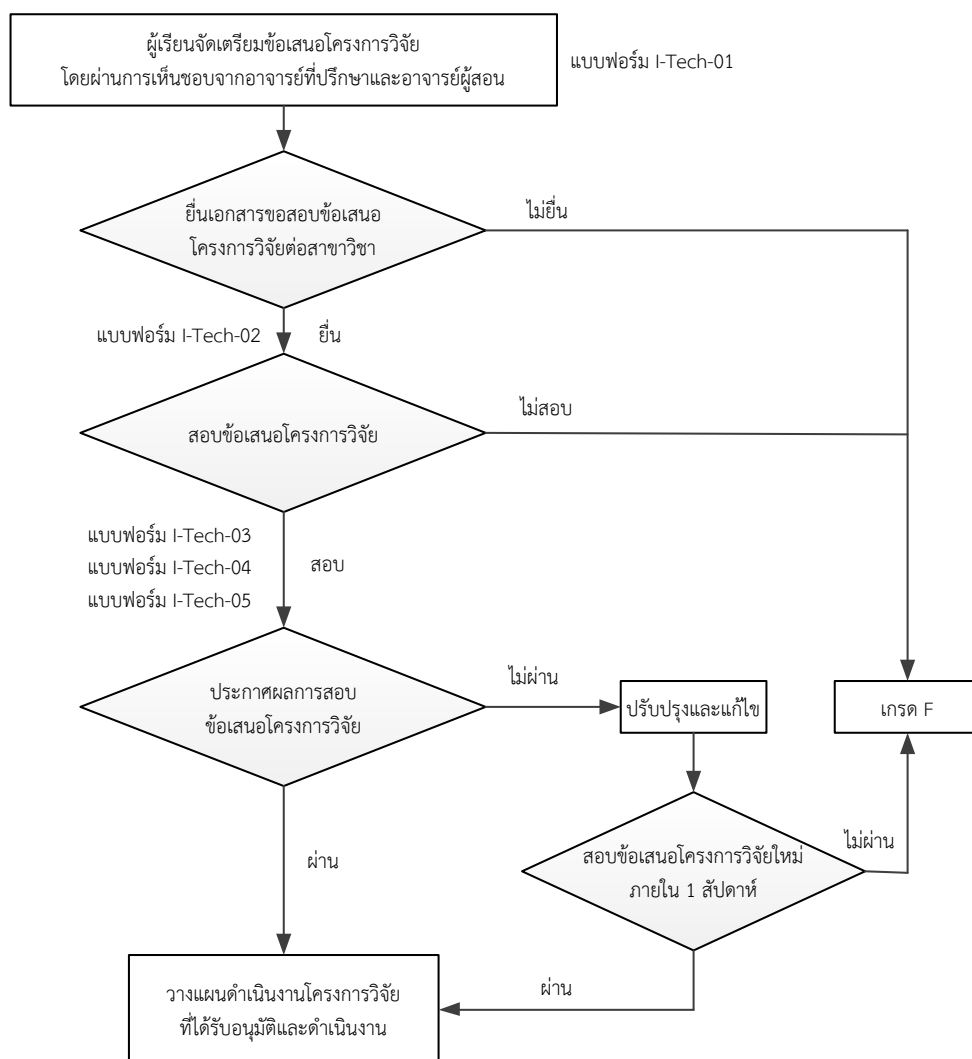 ผู้เรียนจัดเตรียมข้อเสนอโครงการวิจัย
โดยผ่านการเห็นชอบจากอาจารย์ที่ปรึกษาและอาจารย์ผู้สอน
แบบฟอร์ม I-Tech-01
ยื่นเอกสารขอสอบข้อเสนอ
โครงการวิจัยต่อสาขาวิชา
ไม่ยื่น
แบบฟอร์ม I-Tech-02
ยื่น
สอบข้อเสนอโครงการวิจัย
ไม่สอบ
แบบฟอร์ม I-Tech-03
แบบฟอร์ม I-Tech-04
แบบฟอร์ม I-Tech-05
สอบ
ประกาศผลการสอบ
ข้อเสนอโครงการวิจัย
ไม่ผ่าน
ปรับปรุงและแก้ไข
เกรด F
สอบข้อเสนอโครงการวิจัยใหม่
ภายใน 1 สัปดาห์
ไม่ผ่าน
ผ่าน
ผ่าน
วางแผนดำเนินงานโครงการวิจัย
ที่ได้รับอนุมัติและดำเนินงาน